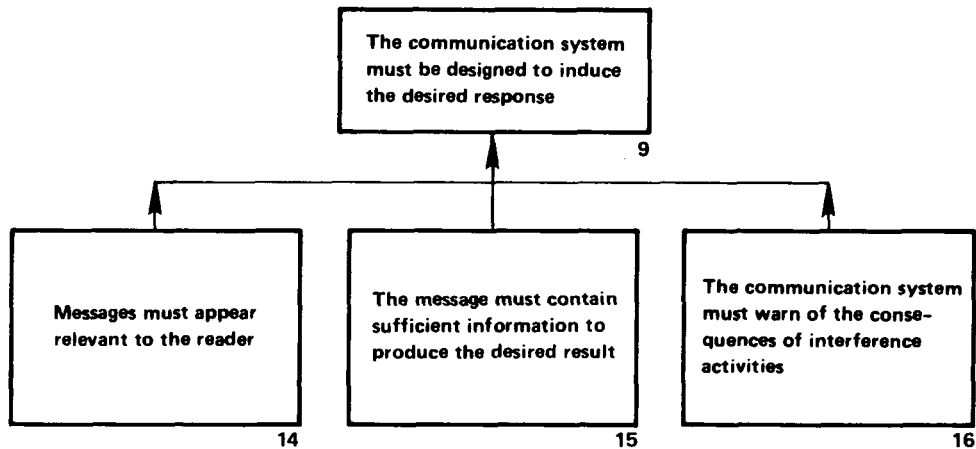 The communication system
must be designed to induce
the desired response
9
Messages must appear
relevant to the reader
14
The message must contain
sufficient information to
produce the desired result
15
The communication system
must warn of the conse-
quences of interference
activities
16